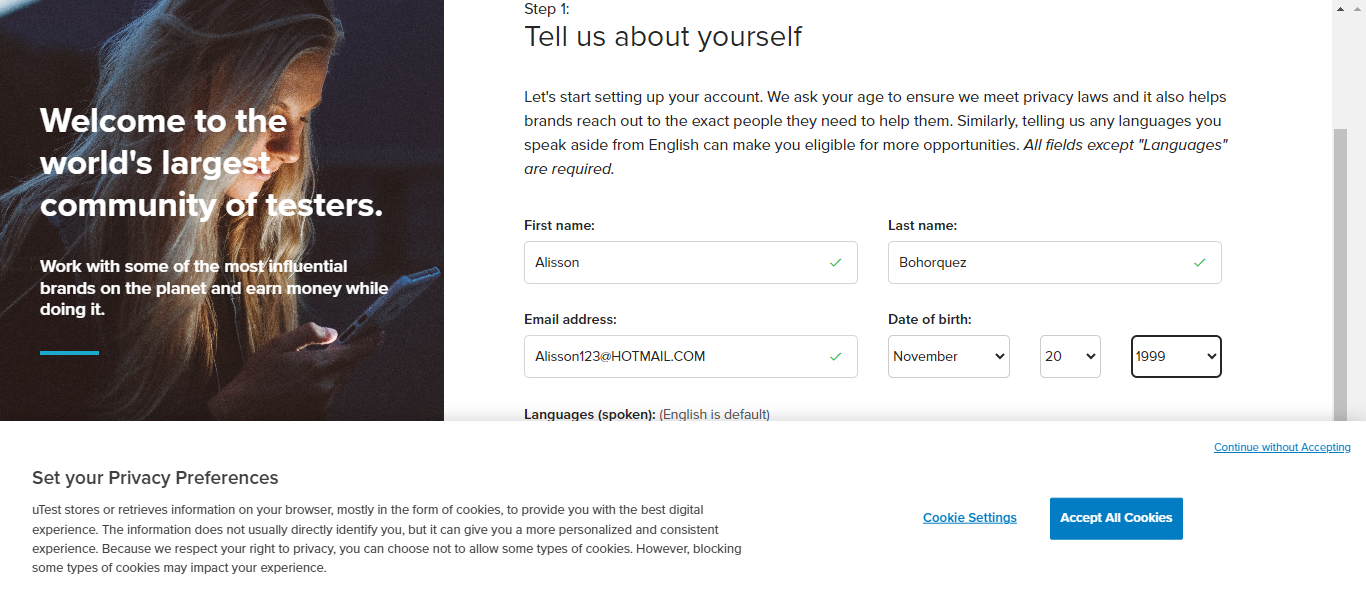 Welcome to the
world's largest
community of testers.
Work with some of the most influential
brands on the planet and earn money while
doing it.
Step 1:
Tell us about yourself
Let's start setting up your account. We ask your age to ensure we meet privacy laws and it also helps
brands reach out to the exact people they need to help them. Similarly, telling us any languages you
speak aside from English can make you eligible for more opportunities. All fields except "Languages"
are required.
First name:
Last name:
Alisson
Bohorquez
Email address:
Date of birth:
Alisson123@HOTMAIL.COM
November
20
1999
Languages (spoken): (English is default)
Continue without Accepting
Set your Privacy Preferences
uTest stores or retrieves information on your browser, mostly in the form of cookies, to provide you with the best digital
experience. The information does not usually directly identify you, but it can give you a more personalized and consistent
experience. Because we respect your right to privacy, you can choose not to allow some types of cookies. However, blocking
some types of cookies may impact your experience.
Cookie Settings
Accept All Cookies